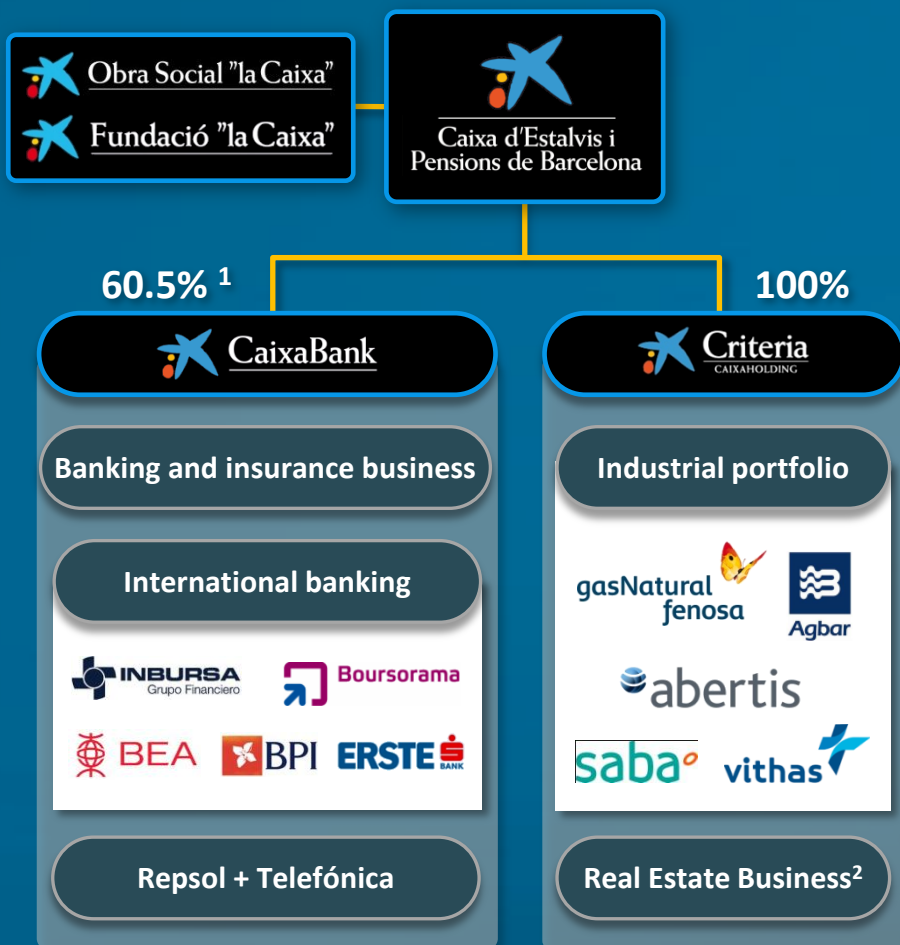 Obra Social "la Caixa"
Fundació "la Caixa"
Caixa d'Estalvis i
Pensions de Barcelona
60.5% 1
100%
CaixaBank
Criteria
CAIXAHOLDING
Banking and insurance business
Industrial portfolio
International banking
gasNatural
fenosa
Agbar
INBURSA
Grupo Financiero
Boursorama
abertis
BEA
BPI
ERSTE
BANK
saba
vithas
Repsol + Telefónica
Real Estate Business2